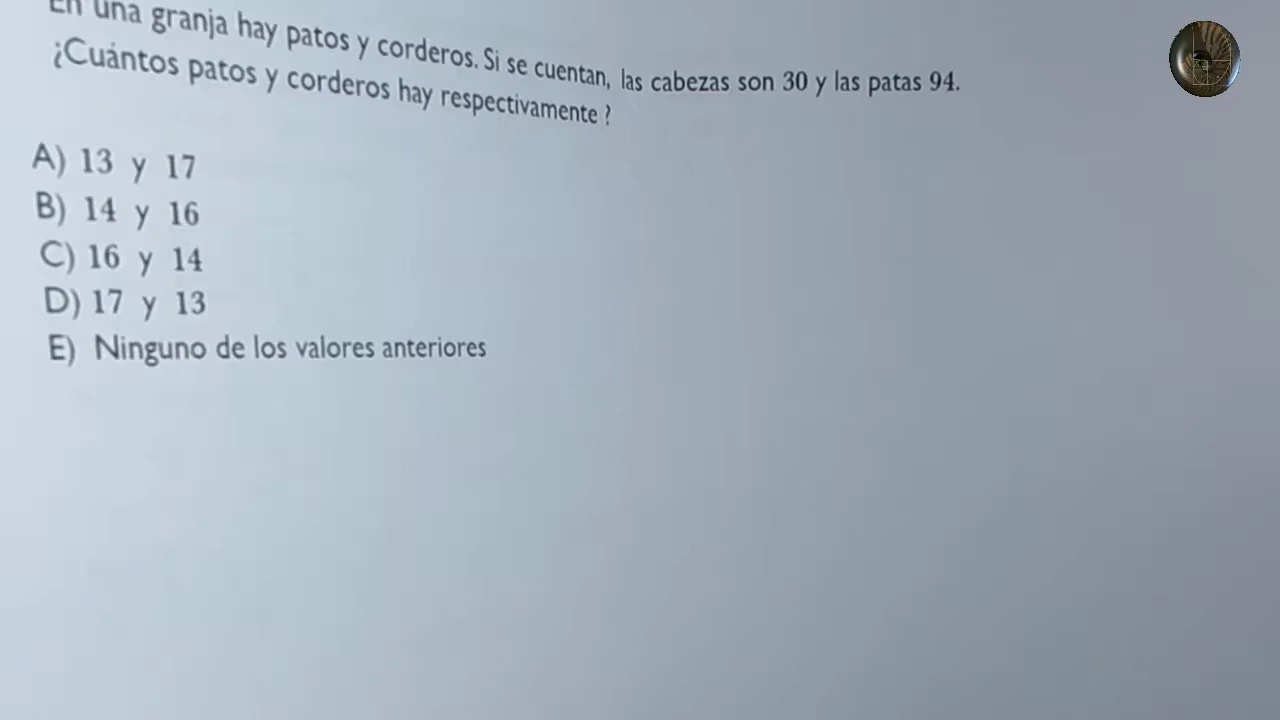 En una granja hay patos y corderos. Si se cuentan, las cabezas son 30 y las patas 94.
¿Cuántos patos y corderos hay respectivamente ?
A) 13 y 17
B) 14 y 16
C) 16 y 14
D) 17 y 13
E) Ninguno de los valores anteriores